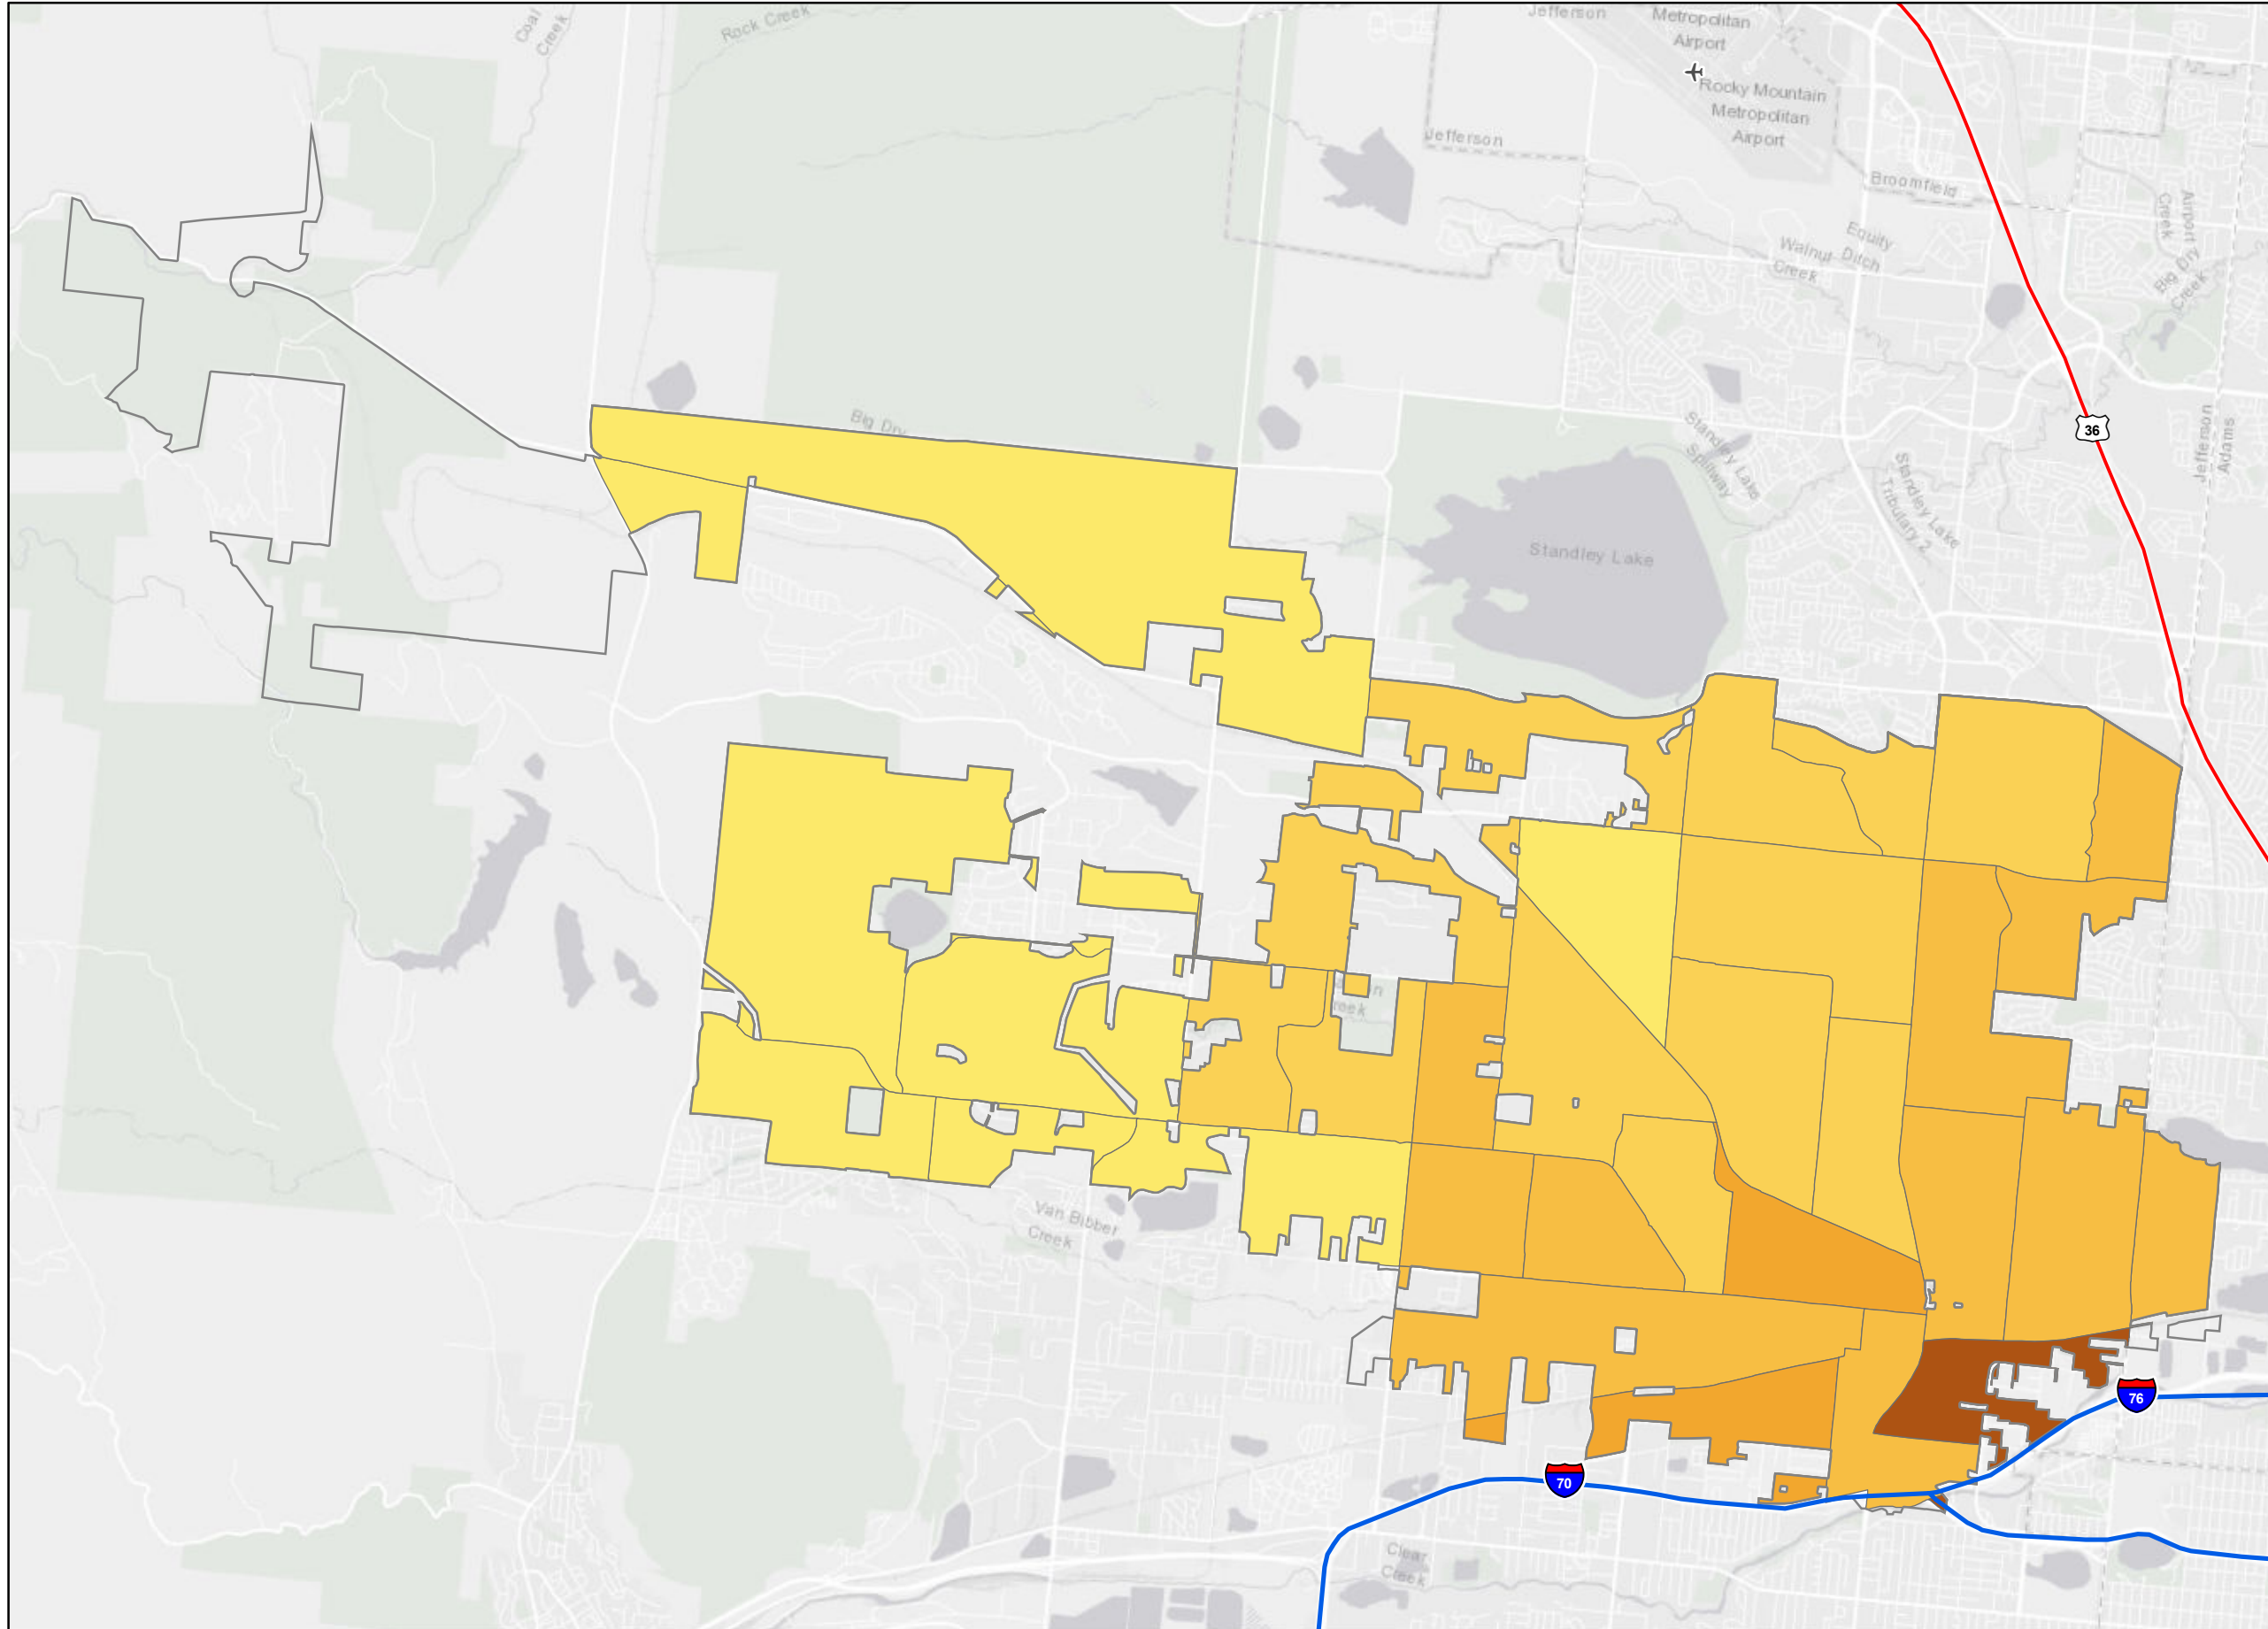 Coal
Creek
Rock Creek
Jefferson
Metropolitan
Airport
Rocky Mountain
Metropolitan
Airport
Jefferson
Broomfield
Airport
Creek
Big Dry
Creek
Equity
Ditch
Walnut
Creek
Big Dry
36
Jefferson
Adams
Standley Lake
Spillway
Standley Lake
Tributary 2
Standley Lake
Van Bibber
Creek
76
70
Clear
Creek